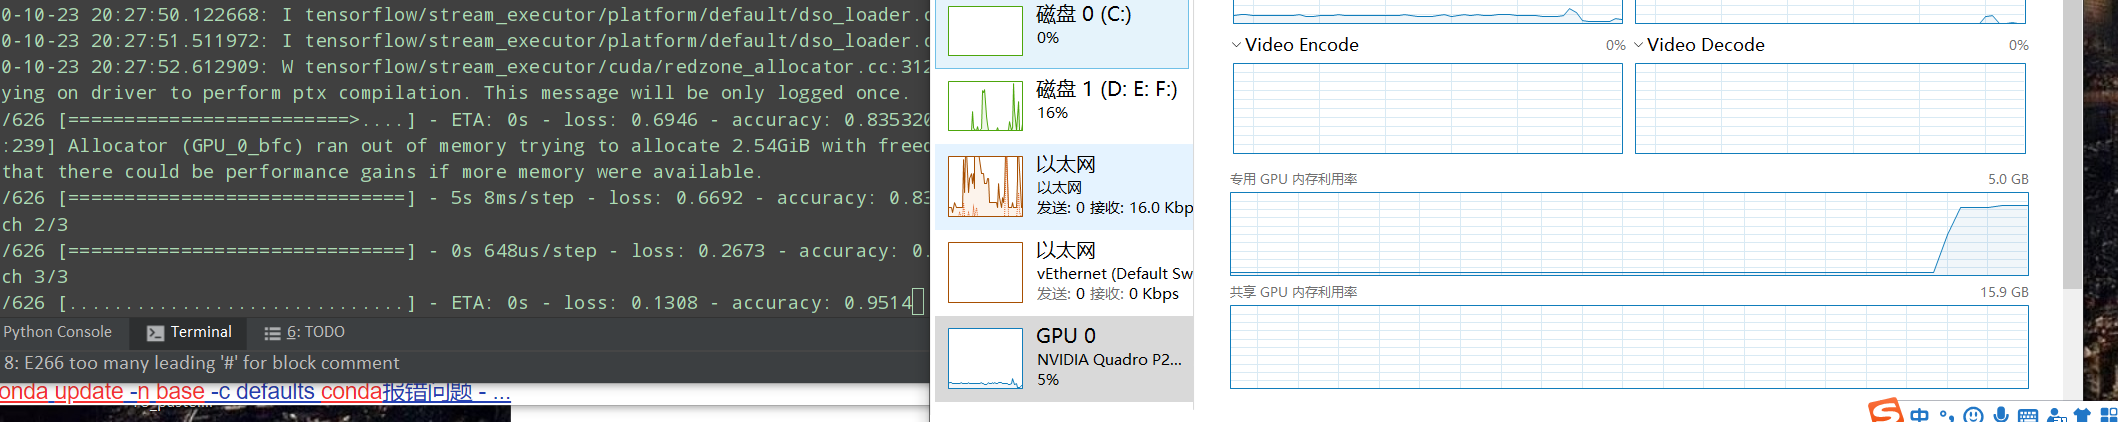 0-10-23 20:27:50.122668: I tensorflow/stream_executor/platform/default/dso_loader.c
0-10-23 20:27:51.511972: I tensorflow/stream_executor/platform/default/dso_loader.c
0-10-23 20:27:52.612909: W tensorflow/stream_executor/cuda/redzone_allocator.cc:312
ying on driver to perform ptx compilation. This message will be only logged once.
/626 [==========================>....] - ETA: 0s - loss: 0.6946 - accuracy: 0.835320
:239] Allocator (GPU_0_bfc) ran out of memory trying to allocate 2.54GiB with freed
that there could be performance gains if more memory were available.
/626 [==============================] - 5s 8ms/step - loss: 0.6692 - accuracy: 0.83
ch 2/3
/626 [==============================] - 0s 648us/step - loss: 0.2673 - accuracy: 0.
ch 3/3
/626 [..............................] - ETA: 0s - loss: 0.1308 - accuracy: 0.9514
Python Console Terminal 6: TODO
8: E266 too many leading '#' for block comment
onda update -n base -c defaults conda报错问题 - ...
磁盘 0 (C:)
0%
磁盘 1 (D: E: F:)
16%
以太网
以太网
发送: 0 接收: 16.0 Kbp
以太网
vEthernet (Default Sw
发送: 0 接收: 0 Kbps
GPU 0
NVIDIA Quadro P2...
5%
Video Encode 0%
Video Decode 0%
专用 GPU 内存利用率 5.0 GB
共享 GPU 内存利用率 15.9 GB
中